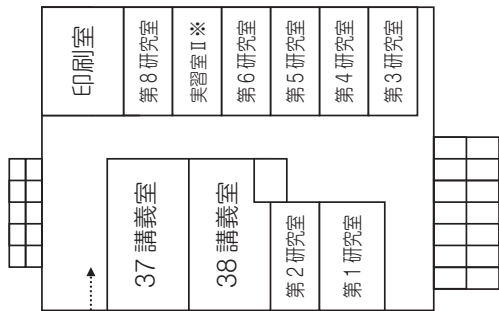 印刷室
第8研究室
実習室Ⅱ※
第6研究室
第5研究室
第4研究室
第3研究室
37講義室
38講義室
第2研究室
第1研究室